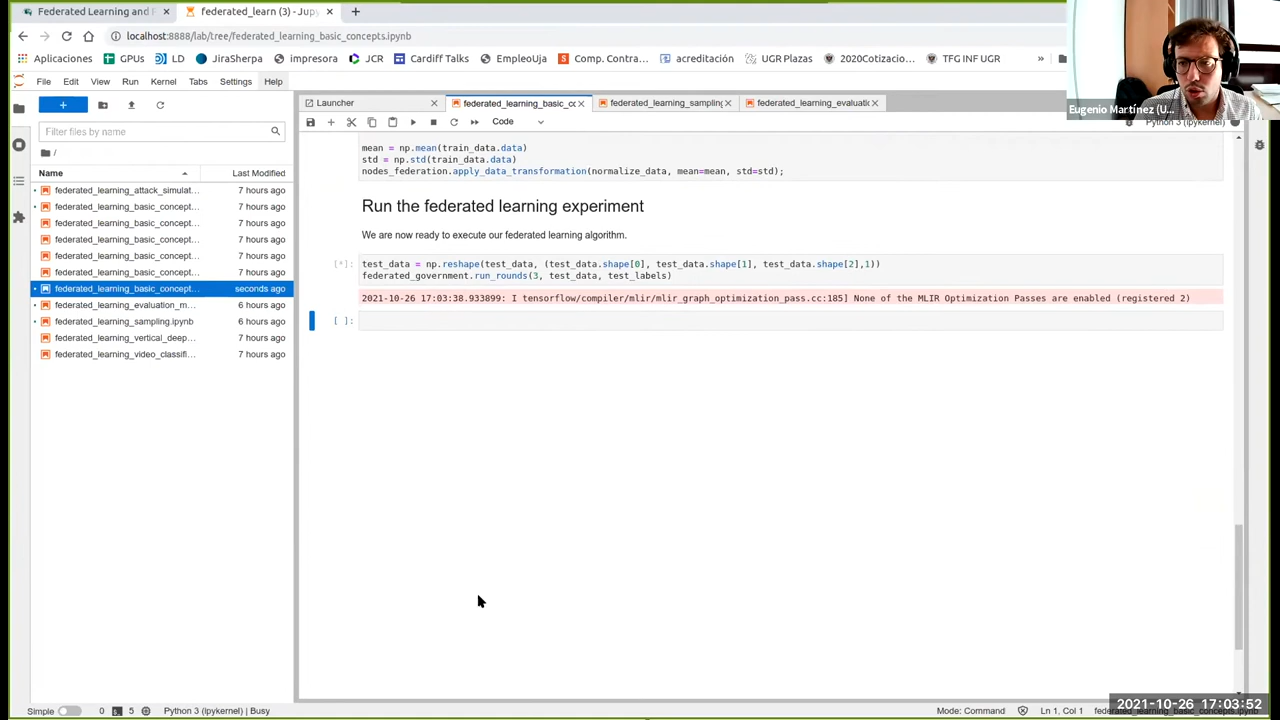 Federated Learning and F
federated_learn (3) - Jupy
localhost:8888/lab/tree/federated_learning_basic_concepts.ipynb
Aplicaciones GPUs LD JiraSherpa impresora JCR Cardiff Talks EmpleoUja Comp. Contra... acreditación UGR Plazas 2020Cotizacio... TFG INF UGR »
File Edit View Run Kernel Tabs Settings Help
Launcher federated_learning_basic_co federated_learning_sampling federated_learning_evaluati
Eugenio Martínez (U...
Code
Python 3 (ipykernel)
Filter files by name
/
Name Last Modified
federated_learning_attack_simulat... 7 hours ago
federated_learning_basic_concept... 7 hours ago
federated_learning_basic_concept... 7 hours ago
federated_learning_basic_concept... 7 hours ago
federated_learning_basic_concept... 7 hours ago
federated_learning_basic_concept... 7 hours ago
federated_learning_basic_concept... seconds ago
federated_learning_evaluation_m... 6 hours ago
federated_learning_sampling.ipynb 6 hours ago
federated_learning_vertical_deep... 7 hours ago
federated_learning_video_classifi... 7 hours ago
mean = np.mean(train_data.data)
std = np.std(train_data.data)
nodes_federation.apply_data_transformation(normalize_data, mean=mean, std=std);
Run the federated learning experiment
We are now ready to execute our federated learning algorithm.
[*]: test_data = np.reshape(test_data, (test_data.shape[0], test_data.shape[1], test_data.shape[2],1))
federated_government.run_rounds(3, test_data, test_labels)
2021-10-26 17:03:38.933899: I tensorflow/compiler/mlir/mlir_graph_optimization_pass.cc:185] None of the MLIR Optimization Passes are enabled (registered 2)
[ ]:
Simple 0 5 Python 3 (ipykernel) | Busy
Mode: Command Ln 1, Col 1
2021-10-26 17:03:52